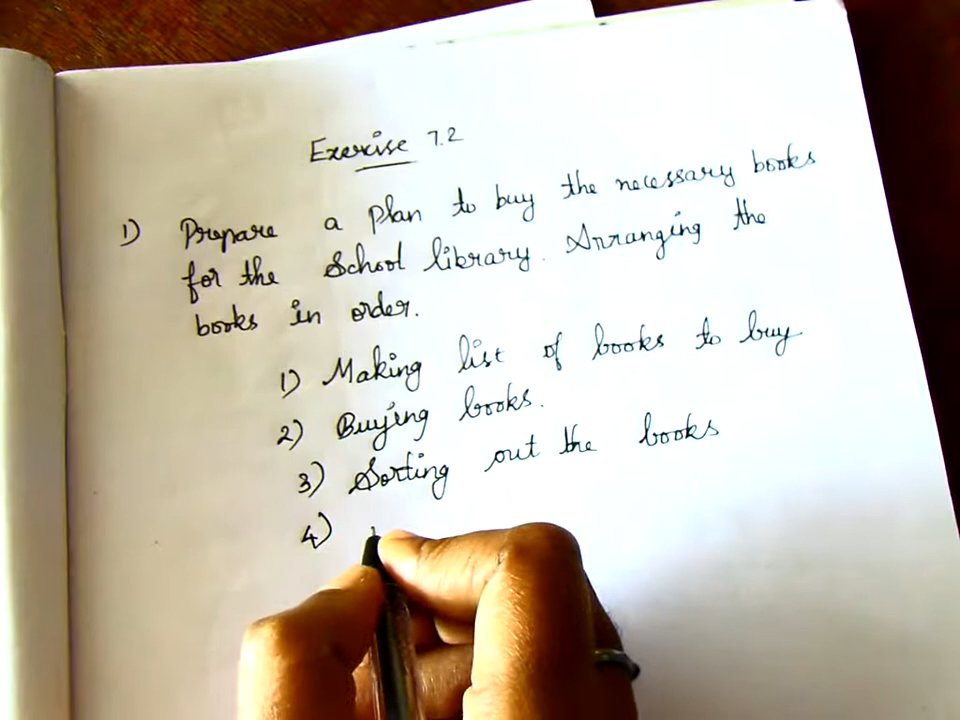 Exercise 7.2
1) Prepare a plan to buy the necessary books
for the School library. Arranging the
books in order.
1) Making list of books to buy
2) Buying books.
3) Sorting out the books
4)